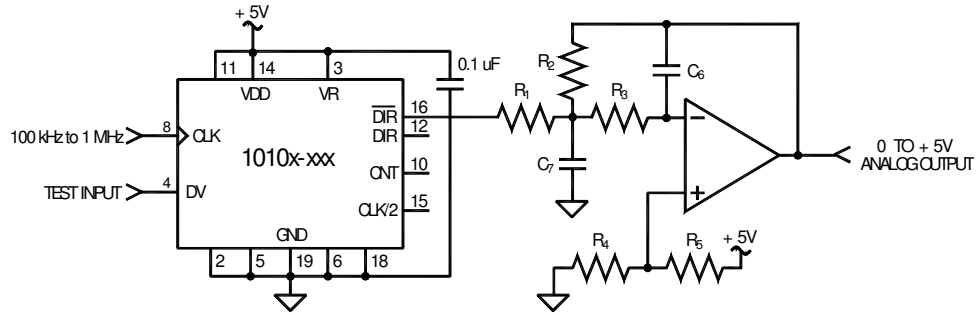 + 5V
11 14 3
VDD VR
0.1 uF
100 kHz to 1 MHz
8
CLK
DIR 16
DIR 12
1010x-xxx
CNT 10
TEST INPUT
4
DV
CLK/2 15
GND
2 5 19 6 18
R1
R2
R3
C6
C7
−
+
0 TO + 5V
ANALOG OUTPUT
R4
R5
+ 5V